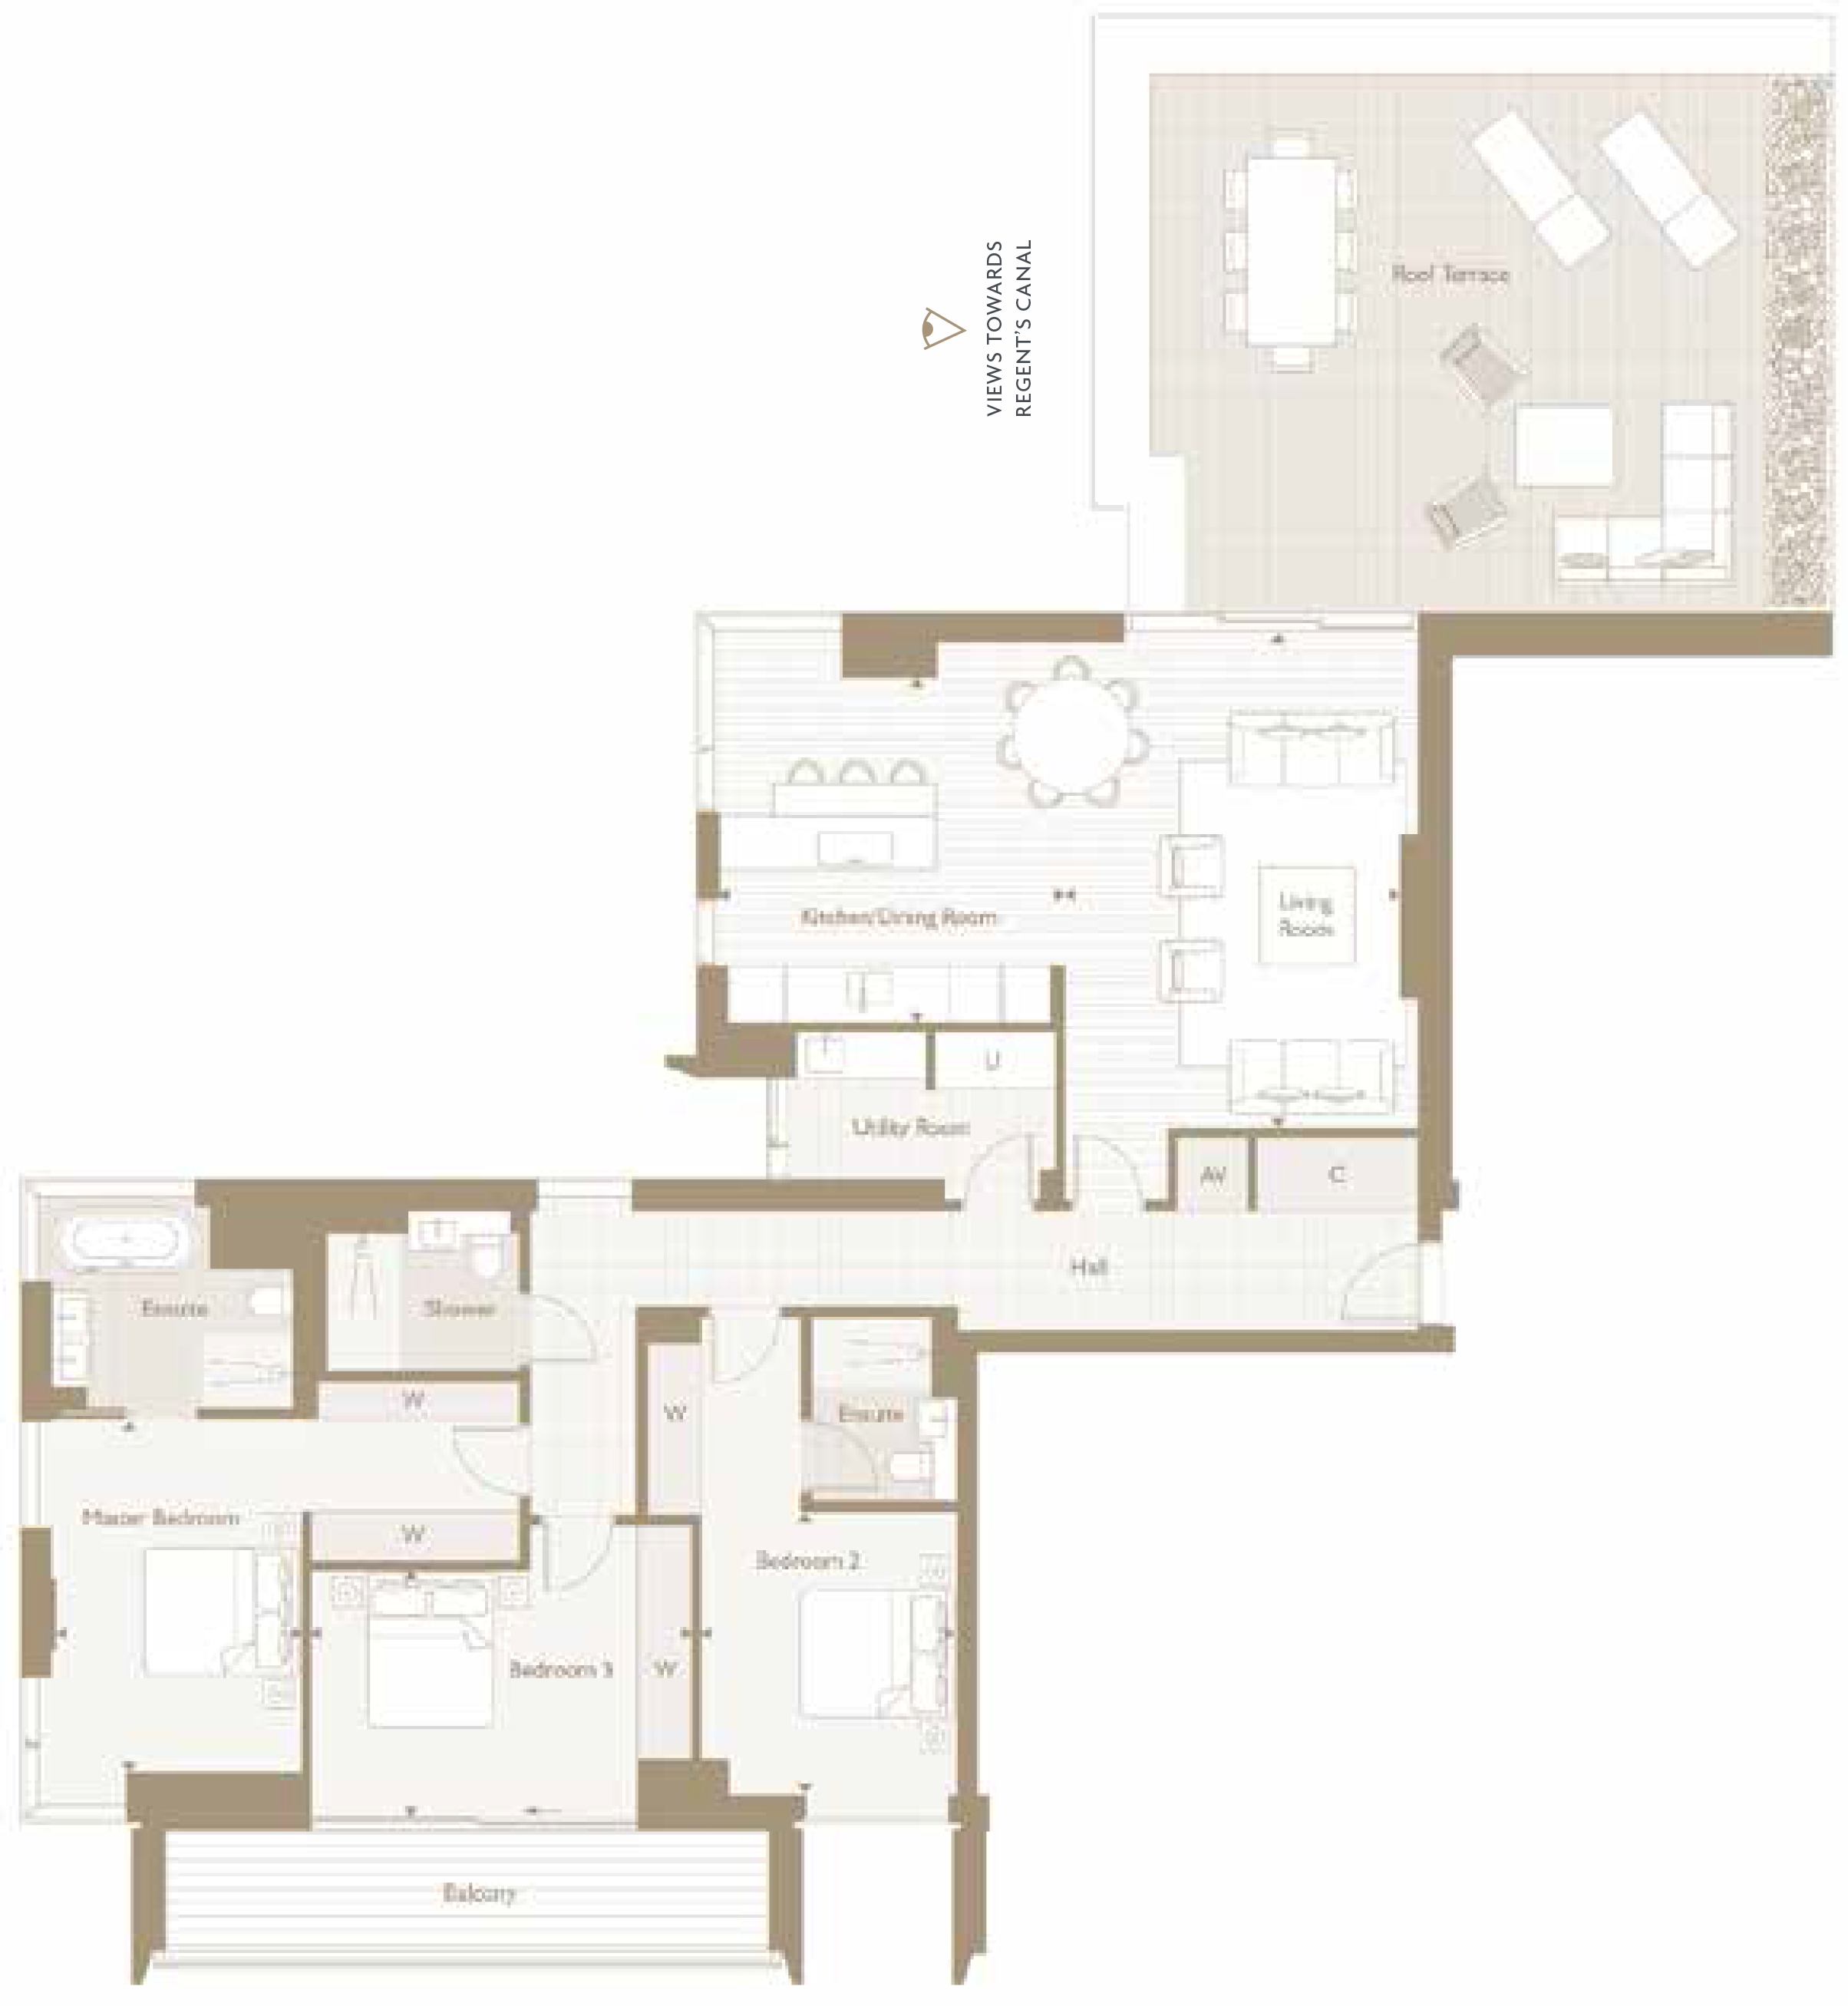 VIEWS TOWARDS
REGENT'S CANAL
Roof Terrace
Kitchen/Dining Room
Living
Room
U
Utility Room
AV
C
Hall
Ensuite
Shower
W
W
Ensuite
Master Bedroom
W
Bedroom 2
Bedroom 3
W
Balcony